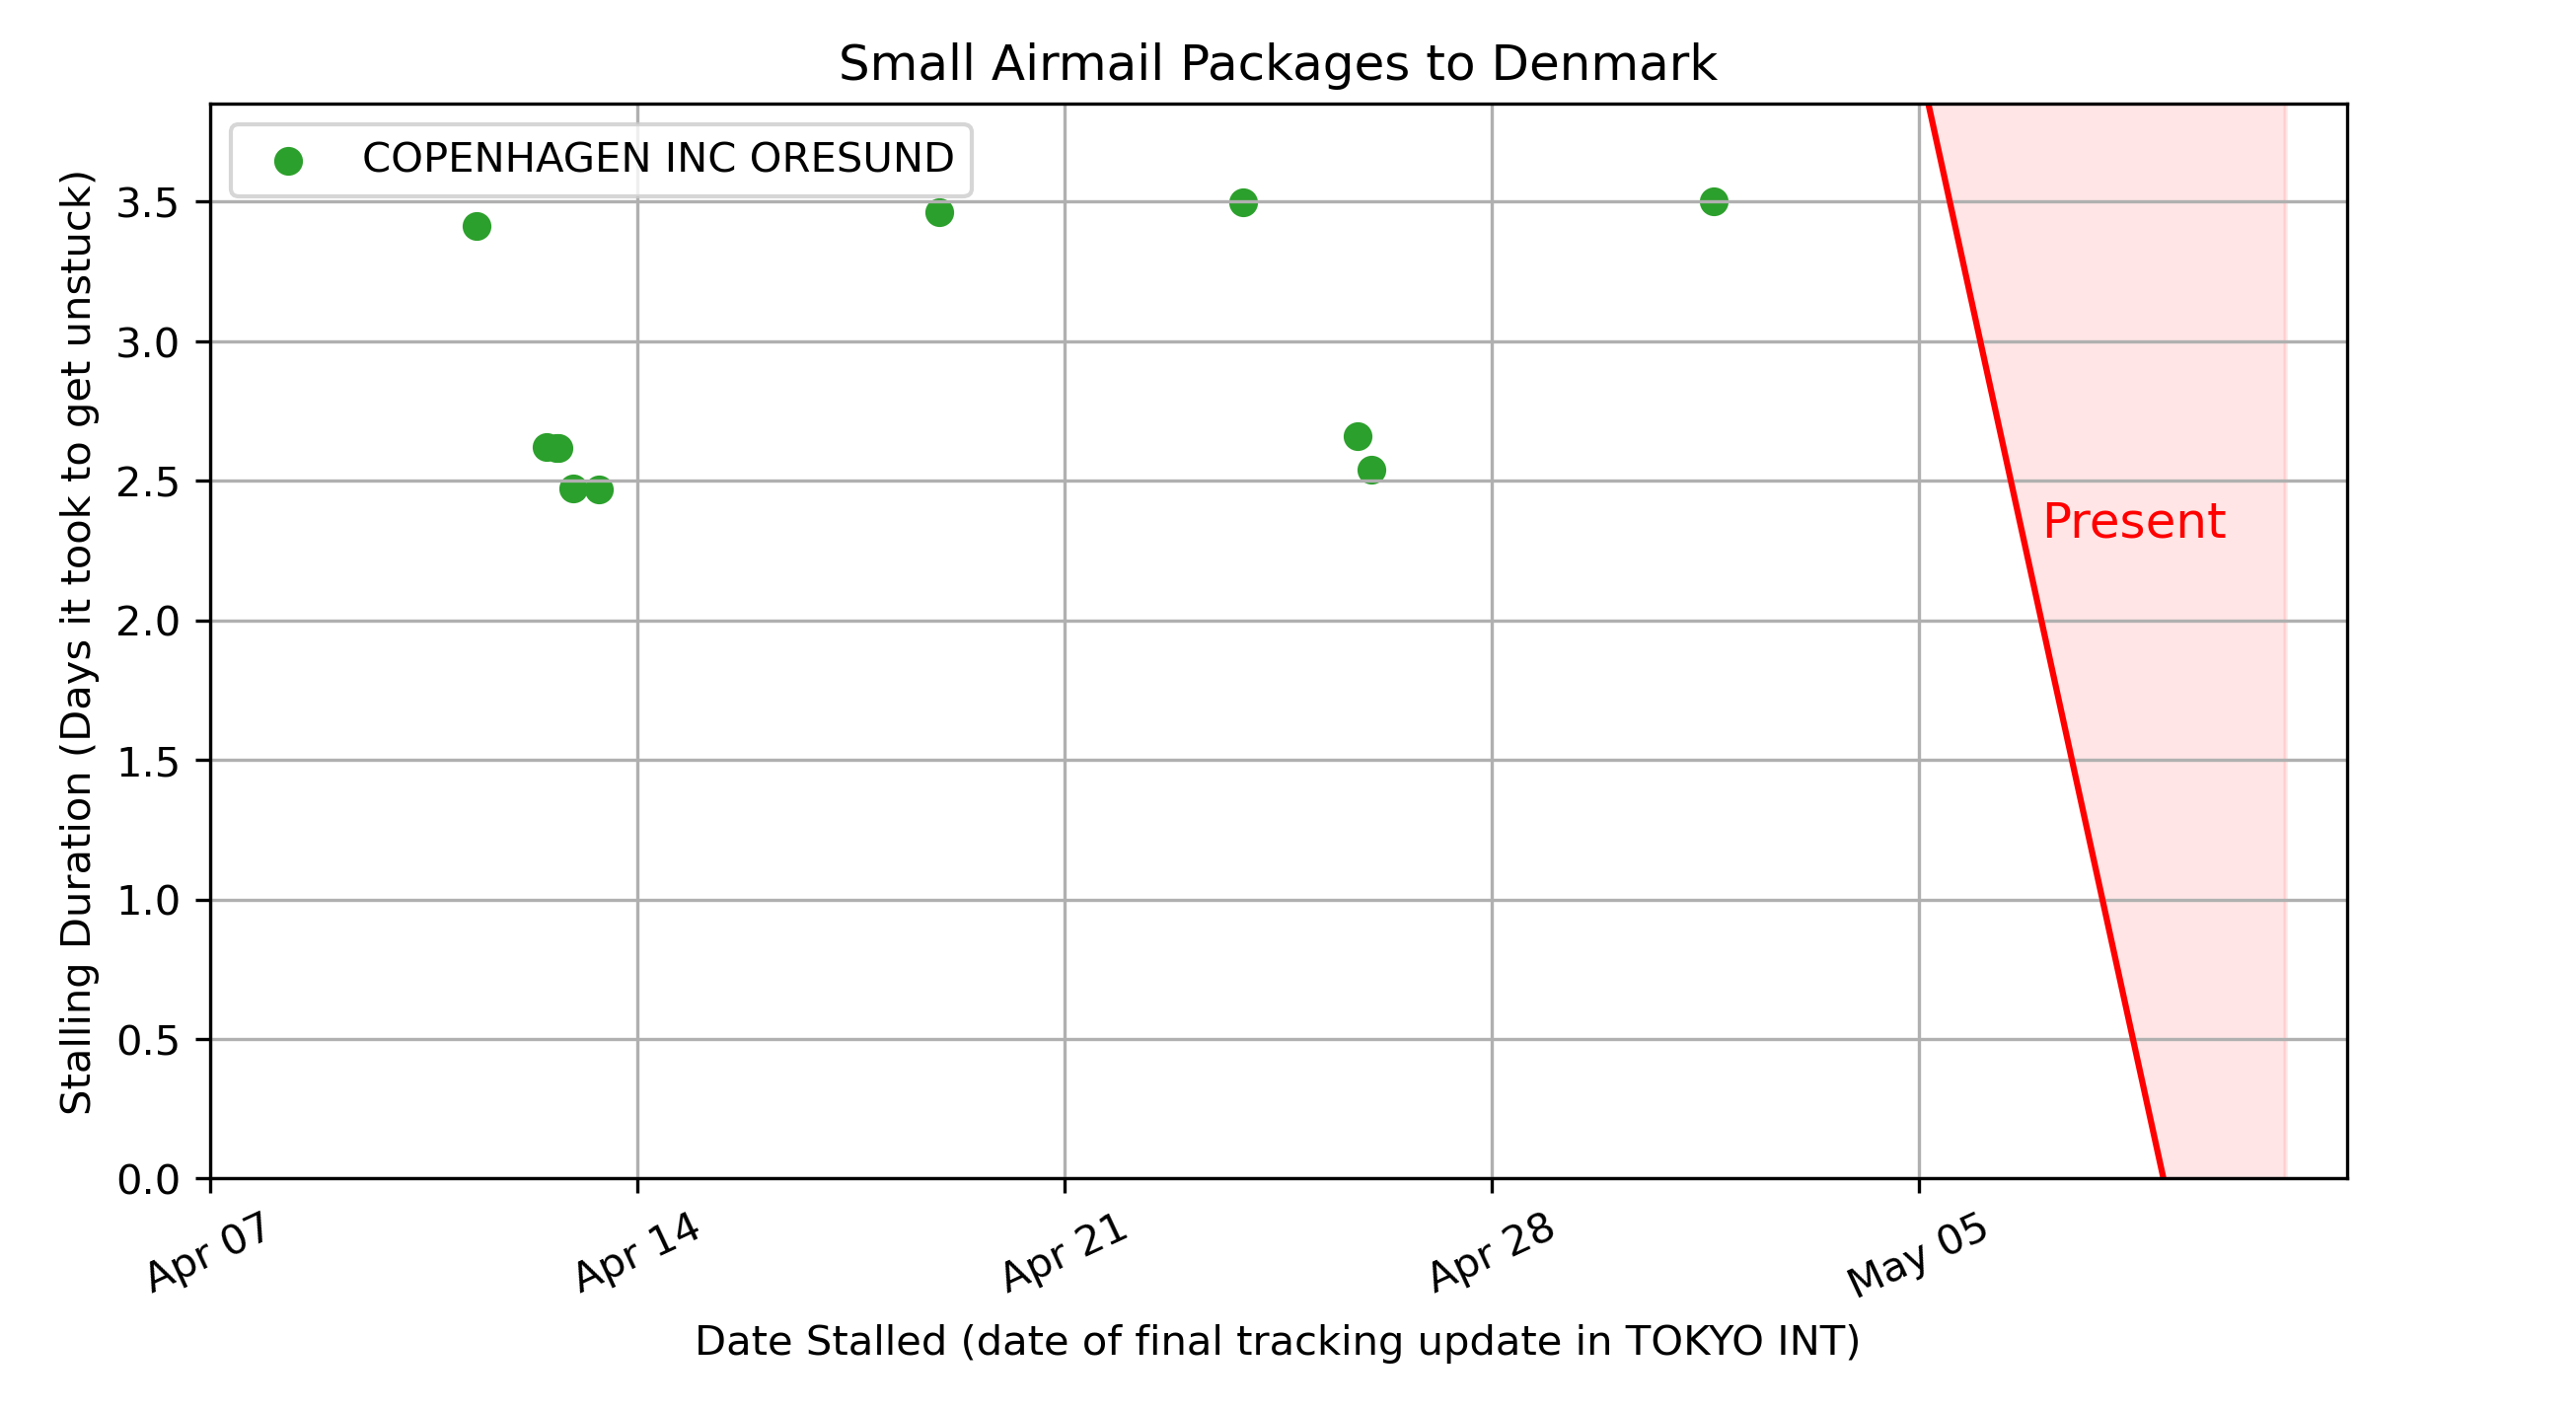 Small Airmail Packages to Denmark
COPENHAGEN INC ORESUND
Stalling Duration (Days it took to get unstuck)
3.5
3.0
2.5
2.0
1.5
1.0
0.5
0.0
Present
Apr 07
Apr 14
Apr 21
Apr 28
May 05
Date Stalled (date of final tracking update in TOKYO INT)